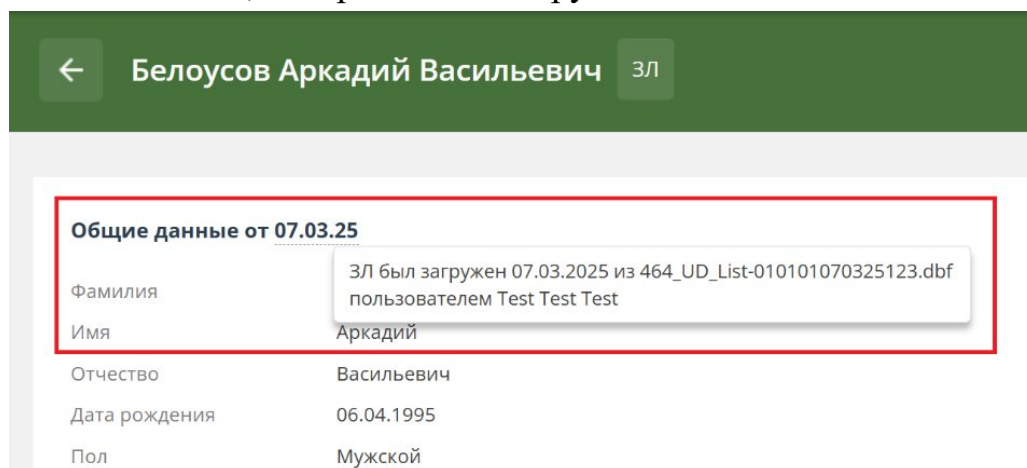 ← Белоусов Аркадий Васильевич ЗЛ
Общие данные от 07.03.25
ЗЛ был загружен 07.03.2025 из 464_UD_List-010101070325123.dbf
пользователем Test Test Test
Фамилия
Имя Аркадий
Отчество Васильевич
Дата рождения 06.04.1995
Пол Мужской